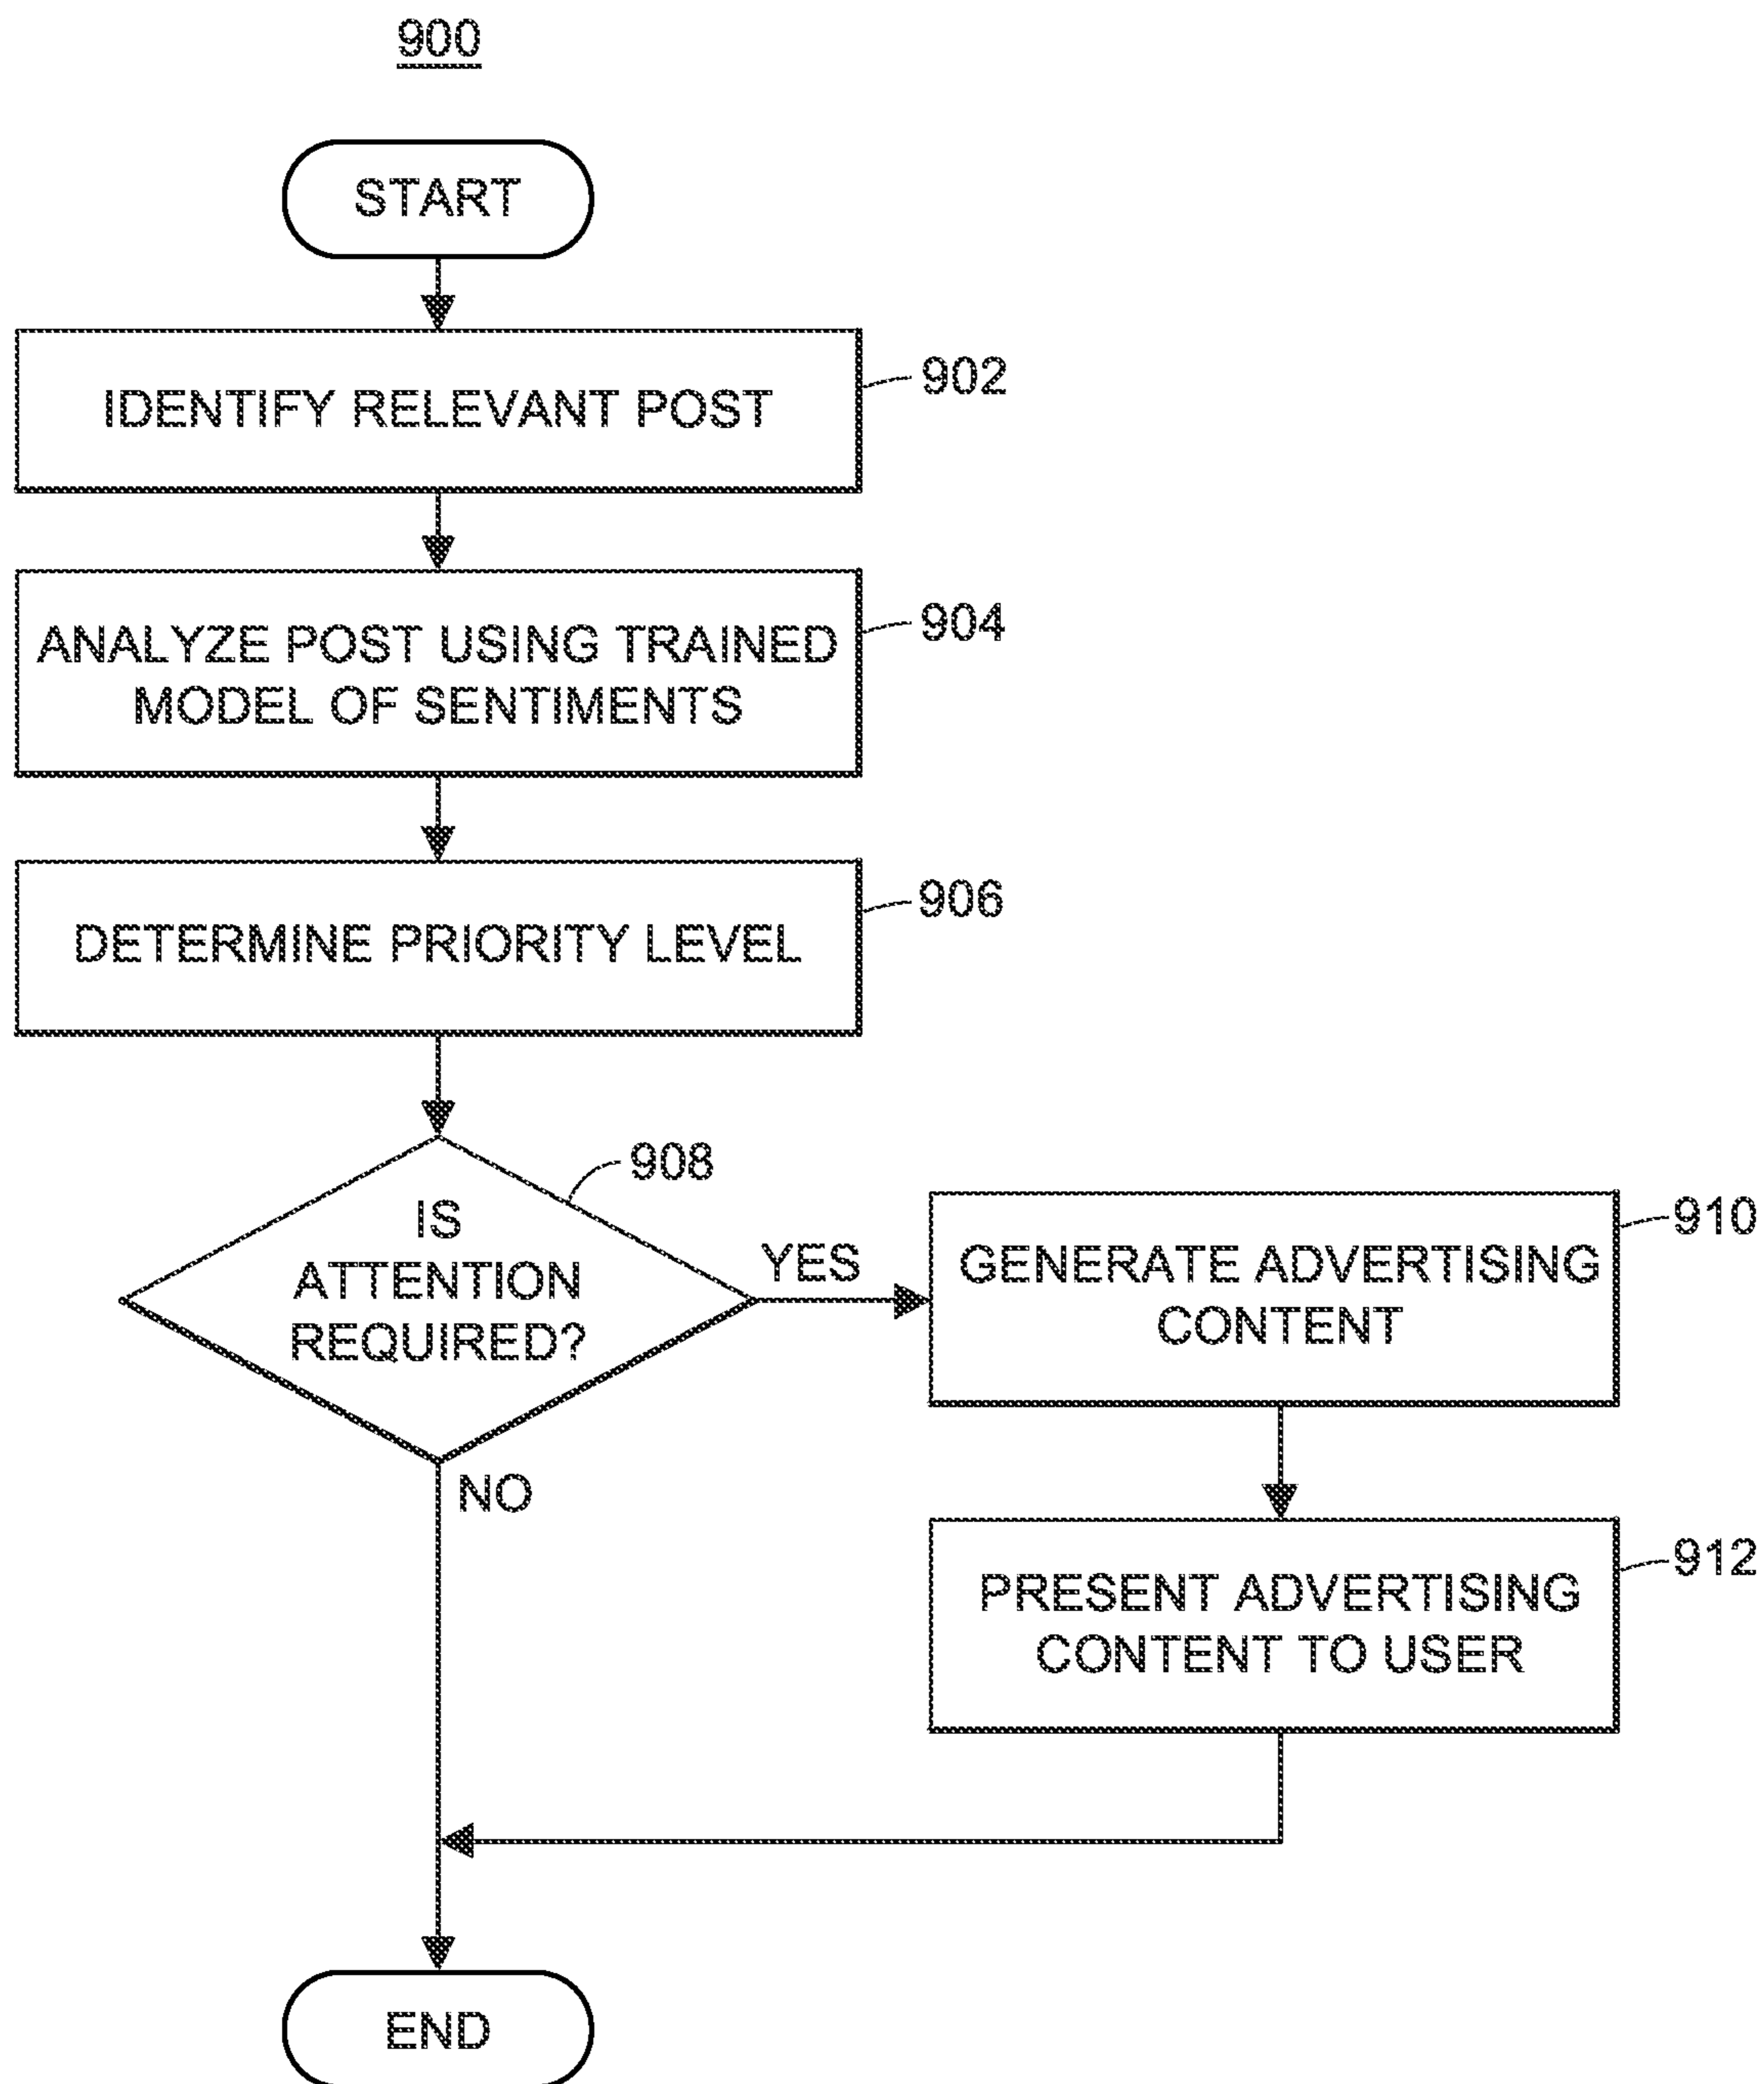 900
START
IDENTIFY RELEVANT POST
902
ANALYZE POST USING TRAINED
MODEL OF SENTIMENTS
904
DETERMINE PRIORITY LEVEL
906
IS
ATTENTION
REQUIRED?
908
YES
GENERATE ADVERTISING
CONTENT
910
NO
PRESENT ADVERTISING
CONTENT TO USER
912
END